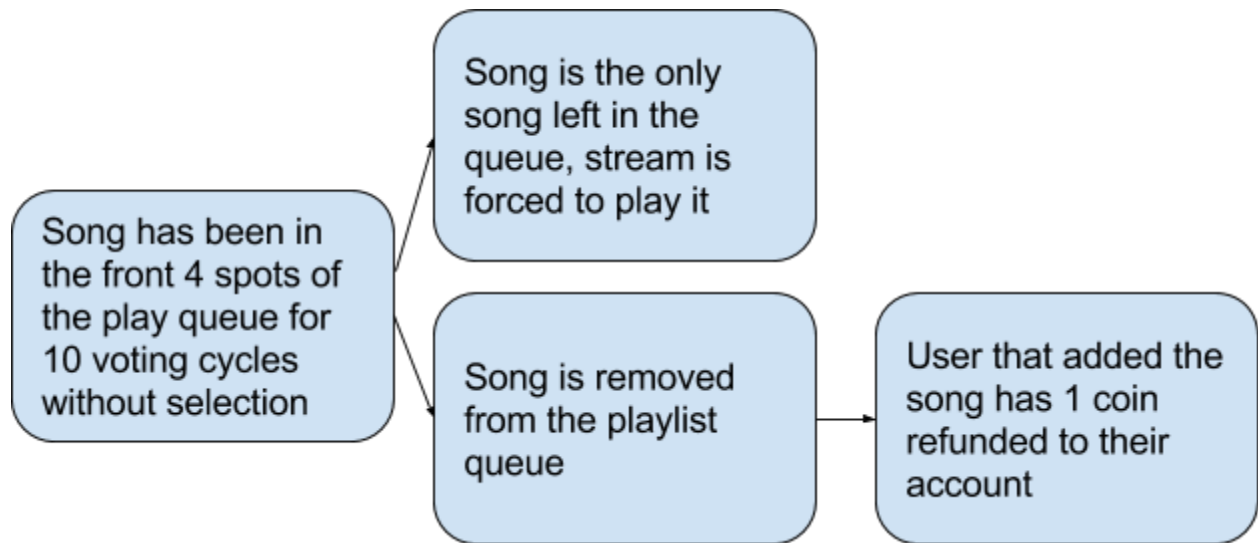 Song has been in
the front 4 spots of
the play queue for
10 voting cycles
without selection
Song is the only
song left in the
queue, stream is
forced to play it
Song is removed
from the playlist
queue
User that added the
song has 1 coin
refunded to their
account